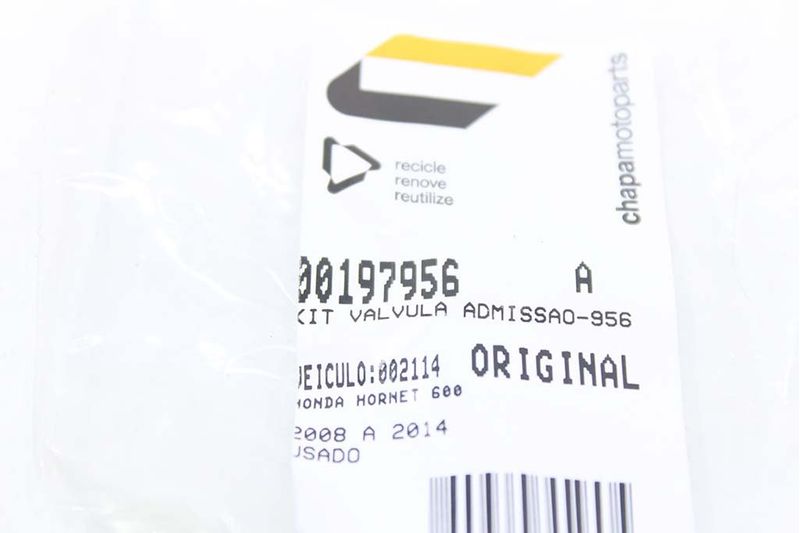 chapamotoparts
recicle
renove
reutilize
00197956 A
KIT VALVULA ADMISSAO-956
VEICULO:002114 ORIGINAL
HONDA HORNET 600
2008 A 2014
USADO